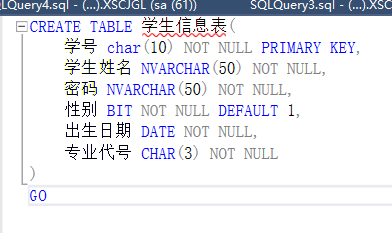 LQuery4.sql - (...).XSCJGL (sa (61))    SQLQuery3.sql - (...).
CREATE TABLE 学生信息表(
学号 char(10) NOT NULL PRIMARY KEY,
学生姓名 NVARCHAR(50) NOT NULL,
密码 NVARCHAR(50) NOT NULL,
性别 BIT NOT NULL DEFAULT 1,
出生日期 DATE NOT NULL,
专业代号 CHAR(3) NOT NULL
)
GO